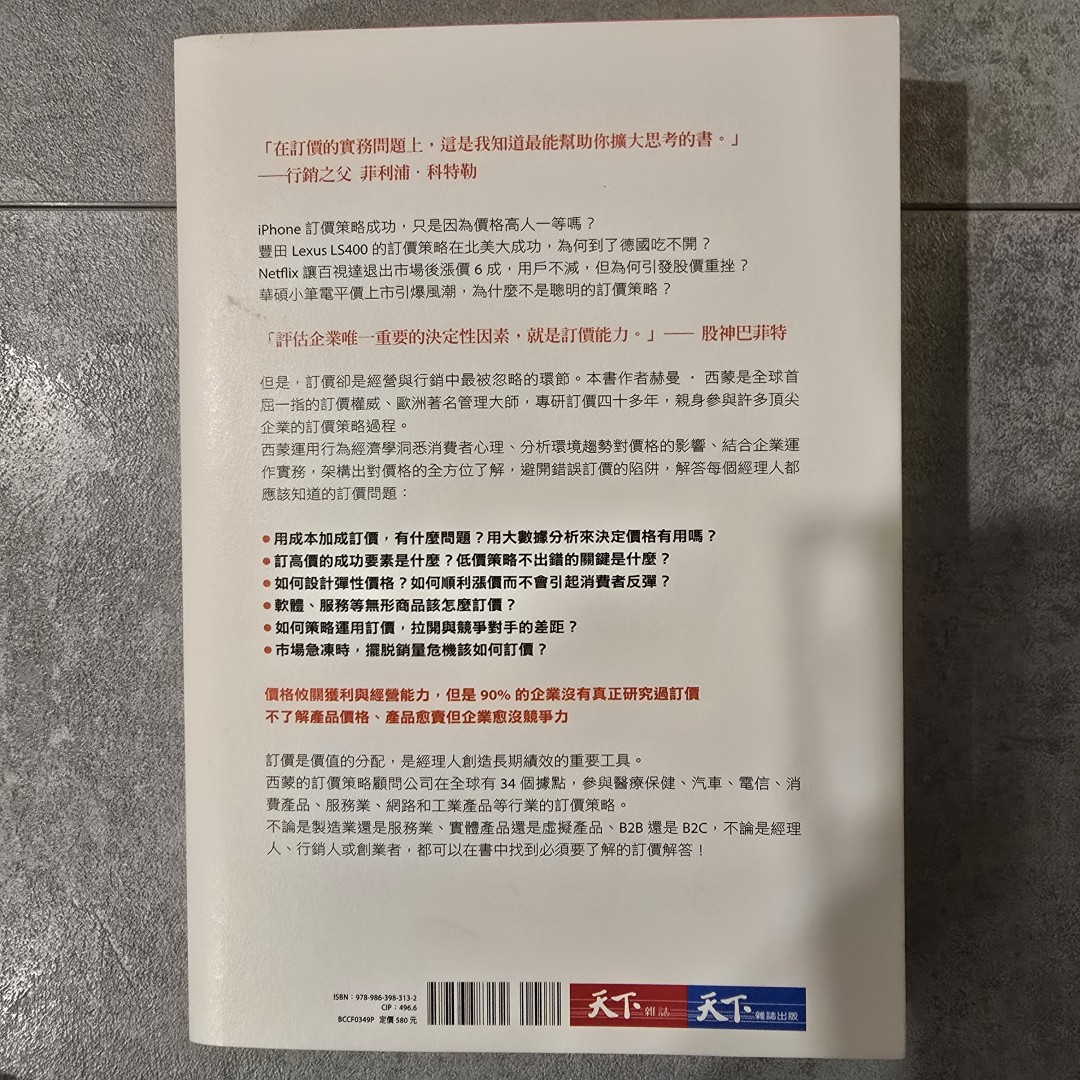 「在訂價的實務問題上，這是我知道最能幫助你擴大思考的書。」
——行銷之父 菲利浦・科特勒
iPhone 訂價策略成功，只是因為價格高人一等嗎？
豐田 Lexus LS400 的訂價策略在北美大成功，為何到了德國吃不開？
Netflix 讓百視達退出市場後漲價 6 成，用戶不減，但為何引發股價重挫？
華碩小筆電平價上市引爆風潮，為什麼不是聰明的訂價策略？
「評估企業唯一重要的決定性因素，就是訂價能力。」—— 股神巴菲特
但是，訂價卻是經營與行銷中最被忽略的環節。本書作者赫曼・西蒙是全球首
屈一指的訂價權威、歐洲著名管理大師，專研訂價四十多年，親身參與許多頂尖
企業的訂價策略過程。
西蒙運用行為經濟學洞悉消費者心理、分析環境趨勢對價格的影響、結合企業運
作實務，架構出對價格的全方位了解，避開錯誤訂價的陷阱，解答每個經理人都
應該知道的訂價問題：
● 用成本加成訂價，有什麼問題？用大數據分析來決定價格有用嗎？
● 訂高價的成功要素是什麼？低價策略不出錯的關鍵是什麼？
● 如何設計彈性價格？如何順利漲價而不會引起消費者反彈？
● 軟體、服務等無形商品該怎麼訂價？
● 如何策略運用訂價，拉開與競爭對手的差距？
● 市場急凍時，擺脫銷量危機該如何訂價？
價格攸關獲利與經營能力，但是 90% 的企業沒有真正研究過訂價
不了解產品價格、產品愈賣但企業愈沒競爭力
訂價是價值的分配，是經理人創造長期績效的重要工具。
西蒙的訂價策略顧問公司在全球有 34 個據點，參與醫療保健、汽車、電信、消
費產品、服務業、網路和工業產品等行業的訂價策略。
不論是製造業還是服務業、實體產品還是虛擬產品、B2B 還是 B2C，不論是經理
人、行銷人或創業者，都可以在書中找到必須要了解的訂價解答！
ISBN：978-986-398-313-2
CIP：496.6
BCCF0349P 定價 580 元
天下 雜誌
天下 雜誌出版